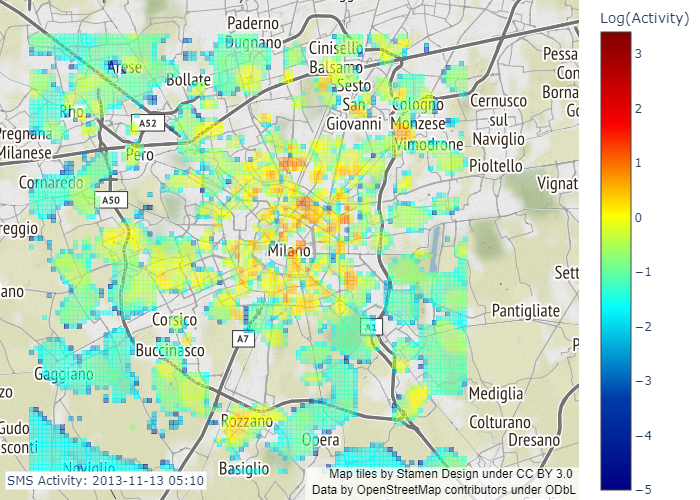 Log(Activity)
3
2
1
0
−1
−2
−3
−4
−5
Paderno
Dugnano
Cinisello
Balsamo
Pessa
Con
Borna
Go
Arese
Bollate
Sesto
San
Giovanni
Cologno
Monzese
Cernusco
sul
Naviglio
Rho
A52
Pregnana
Milanese
Pero
Vimodrone
Pioltello
Cornaredo
A50
Vignat
reggio
Milano
Sett
ano
Pantigliate
Corsico
A1
A7
Buccinasco
P
Gaggiano
Mediglia
zo
Rozzano
Colturano
Dresano
Gudo
sconti
Opera
Noviglio
Basiglio
SMS Activity: 2013-11-13 05:10
Map tiles by Stamen Design under CC BY 3.0
Data by OpenStreetMap contributors under ODbL